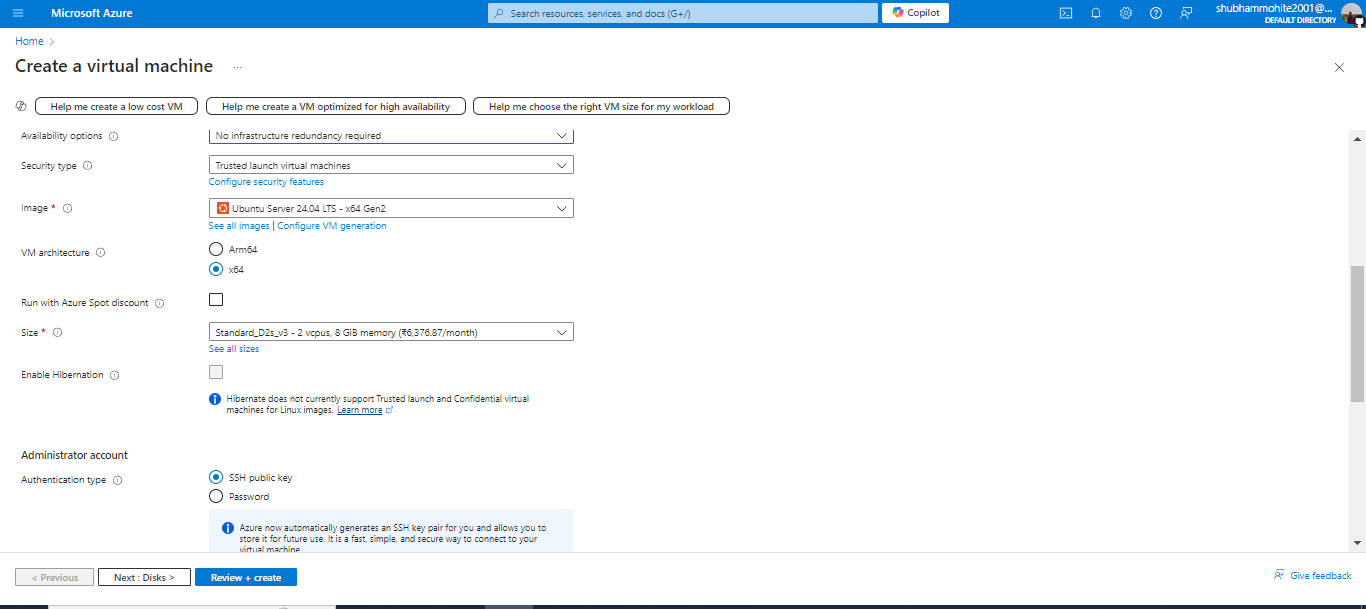 Microsoft Azure
Search resources, services, and docs (G+/)
Copilot
shubhammohite2001@...
DEFAULT DIRECTORY
Home >
Create a virtual machine
...
Help me create a low cost VM
Help me create a VM optimized for high availability
Help me choose the right VM size for my workload
Availability options
No infrastructure redundancy required
Security type
Trusted launch virtual machines
Configure security features
Image *
Ubuntu Server 24.04 LTS - x64 Gen2
See all images | Configure VM generation
VM architecture
Arm64
x64
Run with Azure Spot discount
Size *
Standard_D2s_v3 - 2 vcpus, 8 GiB memory (₹6,376.87/month)
See all sizes
Enable Hibernation
Hibernate does not currently support Trusted launch and Confidential virtual
machines for Linux images. Learn more
Administrator account
Authentication type
SSH public key
Password
Azure now automatically generates an SSH key pair for you and allows you to
store it for future use. It is a fast, simple, and secure way to connect to your
virtual machine
< Previous
Next : Disks >
Review + create
Give feedback